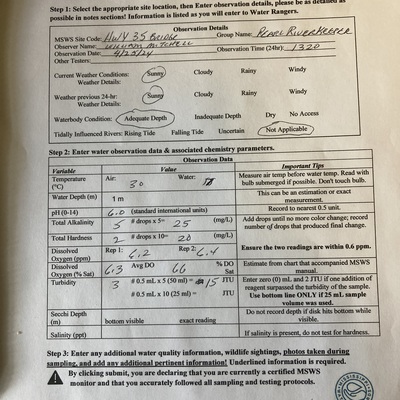 Step 1: Select the appropriate site location, then Enter observation details, please be as detailed as
possible in notes sections! Information is listed as you will enter to Water Rangers.
MSWS Site Code: HWY 35 Bridge Group Name: Pearl RiverKeeper
Observer Name: William Mitchell
Observation Date: 4/25/24 Observation Time (24hr): 1320
Other Testers:
Current Weather Conditions: Sunny Cloudy Rainy Windy
Weather Details:
Weather previous 24-hr: Sunny Cloudy Rainy Windy
Weather Details:
Waterbody Condition: Adequate Depth Inadequate Depth Dry No Access
Tidally Influenced Rivers: Rising Tide Falling Tide Uncertain Not Applicable
Step 2: Enter water observation data & associated chemistry parameters.
Observation Data
Variable Value Important Tips
Temperature (°C) Air: 30 Water: Measure air temp before water temp. Read with
bulb submerged if possible. Don't touch bulb.
Water Depth (m) 1 m This can be an estimation or exact
measurement.
pH (0-14) 6.0 (standard international units) Record to nearest 0.5 unit.
Total Alkalinity 5 # drops x 5= 25 (mg/L) Add drops until no more color change; record
number of drops that produced final change.
Total Hardness 2 # drops x 10= 20 (mg/L)
Dissolved Oxygen (ppm) Rep 1: 6.2 Rep 2: 6.4 Ensure the two readings are within 0.6 ppm.
Dissolved Oxygen (% Sat) 6.3 Avg DO 66 % DO Sat Estimate from chart that accompanied MSWS
manual.
Turbidity 3 # 0.5 mL x 5 (50 ml) = 15 JTU Enter zero (0) mL and 2 JTU if one addition of
reagent surpassed the turbidity of the sample.
# 0.5 mL x 10 (25 ml) = JTU Use bottom line ONLY if 25 mL sample
volume was used.
Secchi Depth (m) bottom visible exact reading Do not record depth if disk hits bottom while
visible.
Salinity (ppt) If salinity is present, do not test for hardness.
Step 3: Enter any additional water quality information, wildlife sightings, photos taken during
sampling, and add any additional pertinent information! Underlined information is required.
By clicking submit, you are declaring that you are currently a certified MSWS
monitor and that you accurately followed all sampling and testing protocols.